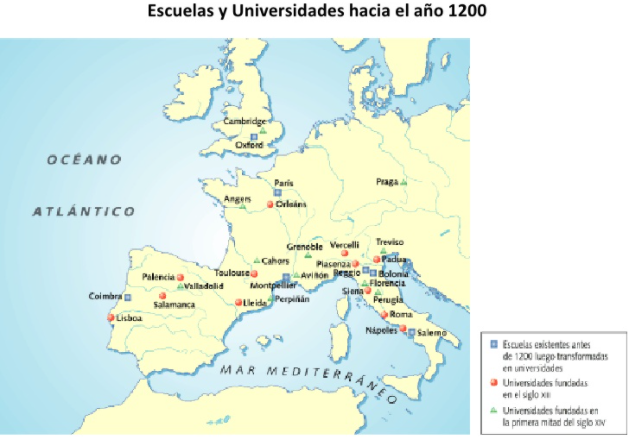 Escuelas y Universidades hacia el año 1200
Cambridge
Oxford
OCÉANO
ATLÁNTICO
París
Angers
Orleáns
Praga
Grenoble
Vercelli
Treviso
Cahors
Piasenza
Padua
Toulouse
Aviñón
Reggio
Bolonia
Palencia
Valladolid
Montpellier
Florencia
Coimbra
Salamanca
Lleida
Perpiñán
Siena
Perugia
Lisboa
Roma
Nápoles
Salerno
MAR MEDITERRÁNEO
Escuelas existentes antes
de 1200 luego transformadas
en universidades
Universidades fundadas
en el siglo XIII
Universidades fundadas en
la primera mitad del siglo XIV